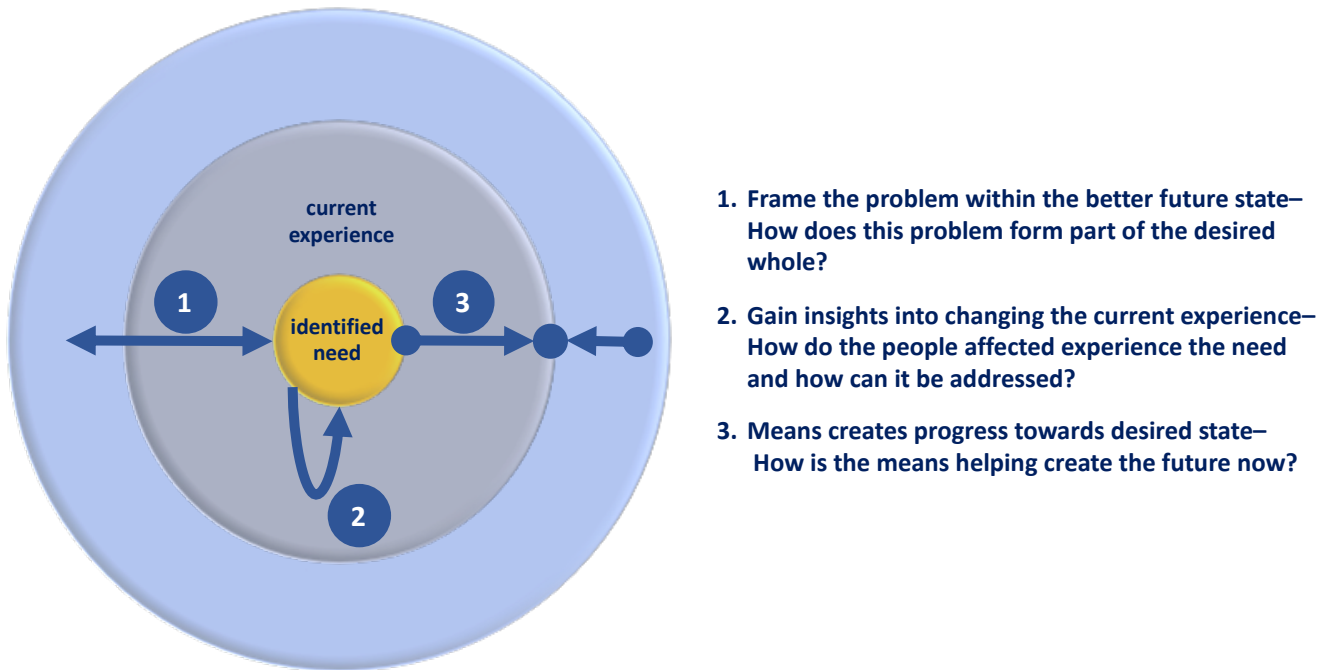 current
experience
1
3
identified
need
2
1. Frame the problem within the better future state–
How does this problem form part of the desired
whole?
2. Gain insights into changing the current experience–
How do the people affected experience the need
and how can it be addressed?
3. Means creates progress towards desired state–
How is the means helping create the future now?